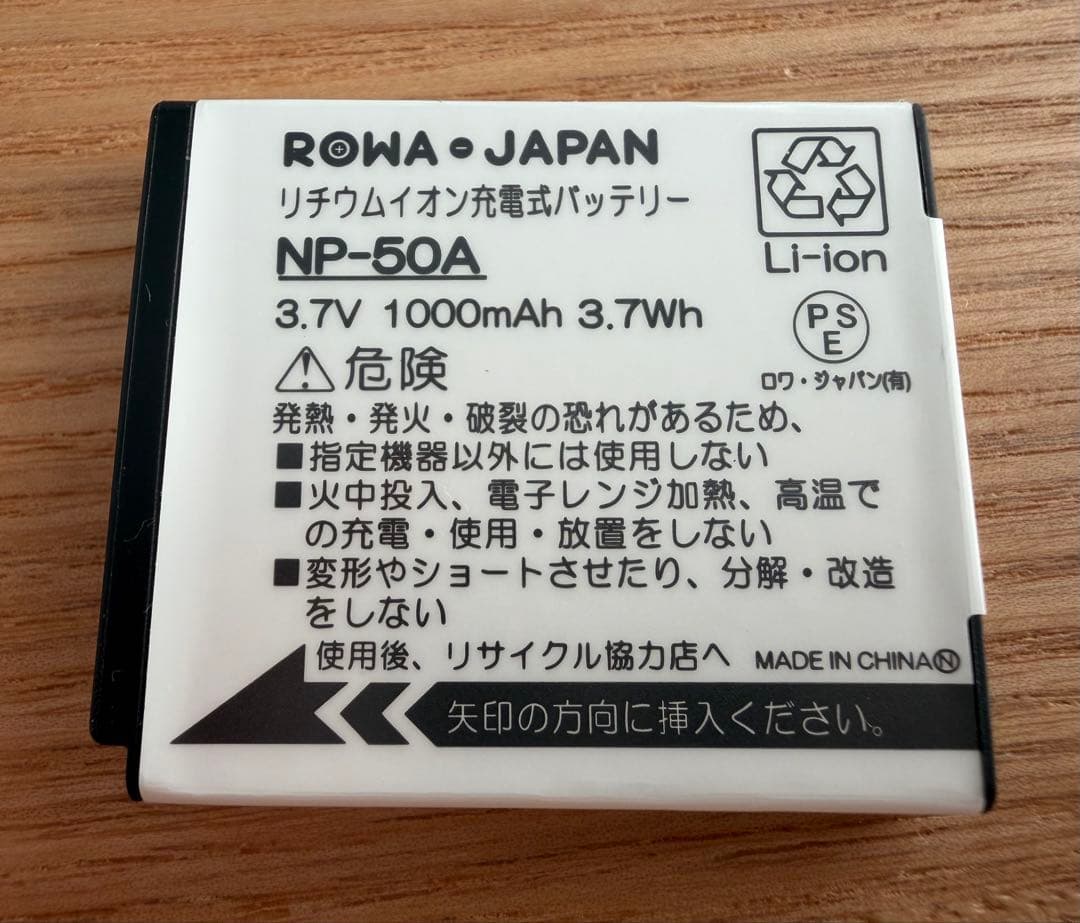 ROWA・JAPAN
リチウムイオン充電式バッテリー
NP-50A
3.7V 1000mAh 3.7Wh
Li-ion
PSE
ロワ・ジャパン(有)
危険
発熱・発火・破裂の恐れがあるため、
■指定機器以外には使用しない
■火中投入、電子レンジ加熱、高温で
の充電・使用・放置をしない
■変形やショートさせたり、分解・改造
をしない
使用後、リサイクル協力店へ MADE IN CHINA Ⓝ
矢印の方向に挿入ください。